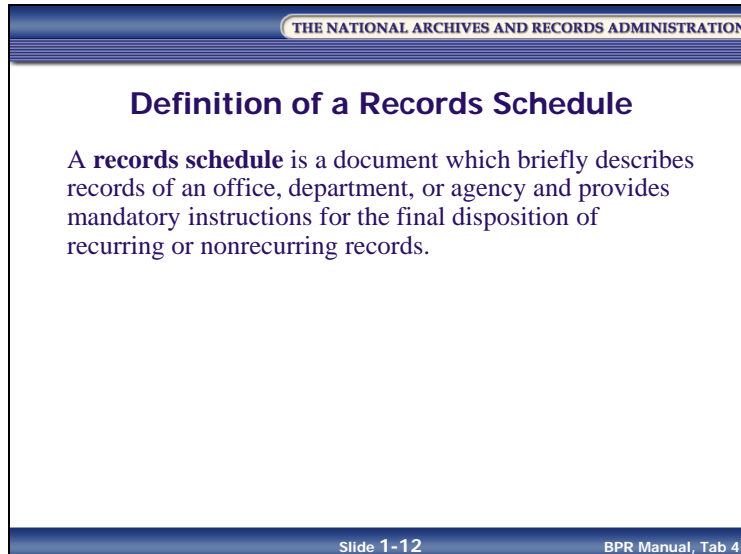 THE NATIONAL ARCHIVES AND RECORDS ADMINISTRATION
Definition of a Records Schedule
A records schedule is a document which briefly describes
records of an office, department, or agency and provides
mandatory instructions for the final disposition of
recurring or nonrecurring records.
Slide 1-12 BPR Manual, Tab 4